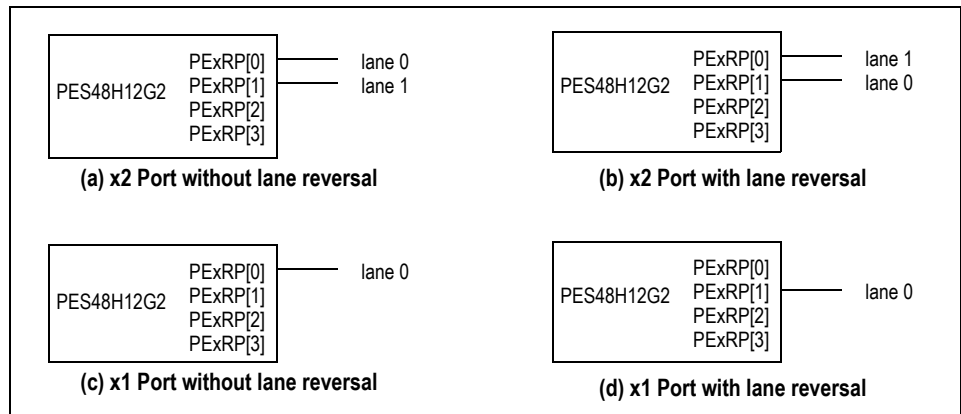 PES48H12G2
PExRP[0]
PExRP[1]
PExRP[2]
PExRP[3]
lane 0
lane 1
(a) x2 Port without lane reversal
PES48H12G2
PExRP[0]
PExRP[1]
PExRP[2]
PExRP[3]
lane 1
lane 0
(b) x2 Port with lane reversal
PES48H12G2
PExRP[0]
PExRP[1]
PExRP[2]
PExRP[3]
lane 0
(c) x1 Port without lane reversal
PES48H12G2
PExRP[0]
PExRP[1]
PExRP[2]
PExRP[3]
lane 0
(d) x1 Port with lane reversal